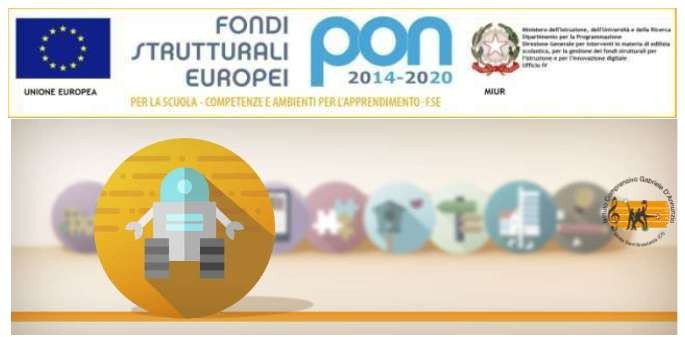 UNIONE EUROPEA
FONDI
STRUTTURALI
EUROPEI
pon
2014-2020
PER LA SCUOLA - COMPETENZE E AMBIENTI PER L'APPRENDIMENTO-FSE
MIUR
Ministero dell'Istruzione, dell'Università e della Ricerca
Dipartimento per la Programmazione
Direzione Generale per interventi in materia di edilizia
scolastica, per la gestione dei fondi strutturali per
l'istruzione e per l'innovazione digitale
Ufficio IV
Istituto Comprensivo Gabriele D'Annunzio